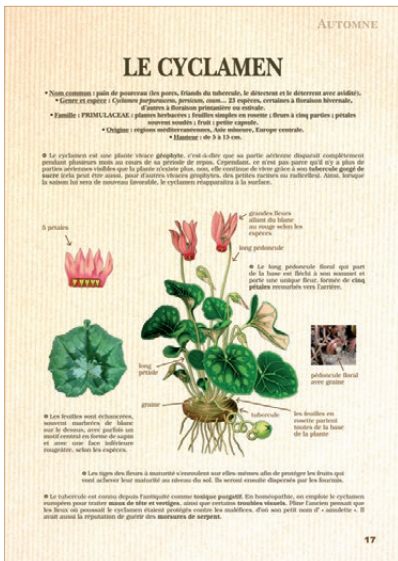 AUTOMNE
LE CYCLAMEN
• Nom commun : pain de pourceau (les porcs, friands du tubercule, le détectent et le déterrent avec avidité).
• Genre et espèce : Cyclamen purpurascens, persicum, coum… 23 espèces, certaines à floraison hivernale,
d'autres à floraison printanière ou estivale.
• Famille : PRIMULACEAE : plantes herbacées ; feuilles simples en rosette ; fleurs à cinq parties ; pétales
souvent soudés ; fruit : petite capsule.
• Origine : régions méditerranéennes, Asie mineure, Europe centrale.
• Hauteur : de 5 à 15 cm.
Le cyclamen est une plante vivace géophyte, c'est-à-dire que sa partie aérienne disparaît complètement
pendant plusieurs mois au cours de sa période de repos. Cependant, ce n'est pas parce qu'il n'y a plus de
parties aériennes visibles que la plante n'existe plus, non, elle continue de vivre grâce à son tubercule gorgé de
sucre (cela peut être aussi, pour d'autres vivaces géophytes, des petites racines ou radicelles). Ainsi, lorsque
la saison lui sera de nouveau favorable, le cyclamen réapparaîtra à la surface.
5 pétales
grandes fleurs
allant du blanc
au rouge selon les
espèces
long pédoncule
Le long pédoncule floral qui part
de la base est fléchi à son sommet et
porte une unique fleur, formée de cinq
pétales retournés vers l'arrière.
long
pétiole
graine
tubercule
pédoncule floral
avec graine
les feuilles en
rosette partent
toutes de la base
de la plante
Les feuilles sont échancrées,
souvent marbrées de blanc
sur le dessus, avec parfois un
motif central en forme de sapin
et avec une face inférieure
rougeâtre, selon les espèces.
Les tiges des fleurs à maturité s'enroulent sur elles-mêmes afin de protéger les fruits qui
vont achever leur maturité au niveau du sol. Ils seront ensuite dispersés par les fourmis.
Le tubercule est connu depuis l'antiquité comme tonique purgatif. En homéopathie, on emploie le cyclamen
européen pour traiter maux de tête et vertiges, ainsi que certains troubles visuels. Pline l'ancien pensait que
les lieux où poussait le cyclamen étaient protégés contre les maléfices, d'où son petit nom d' « amulette ». Il
avait aussi la réputation de guérir des morsures de serpent.
17